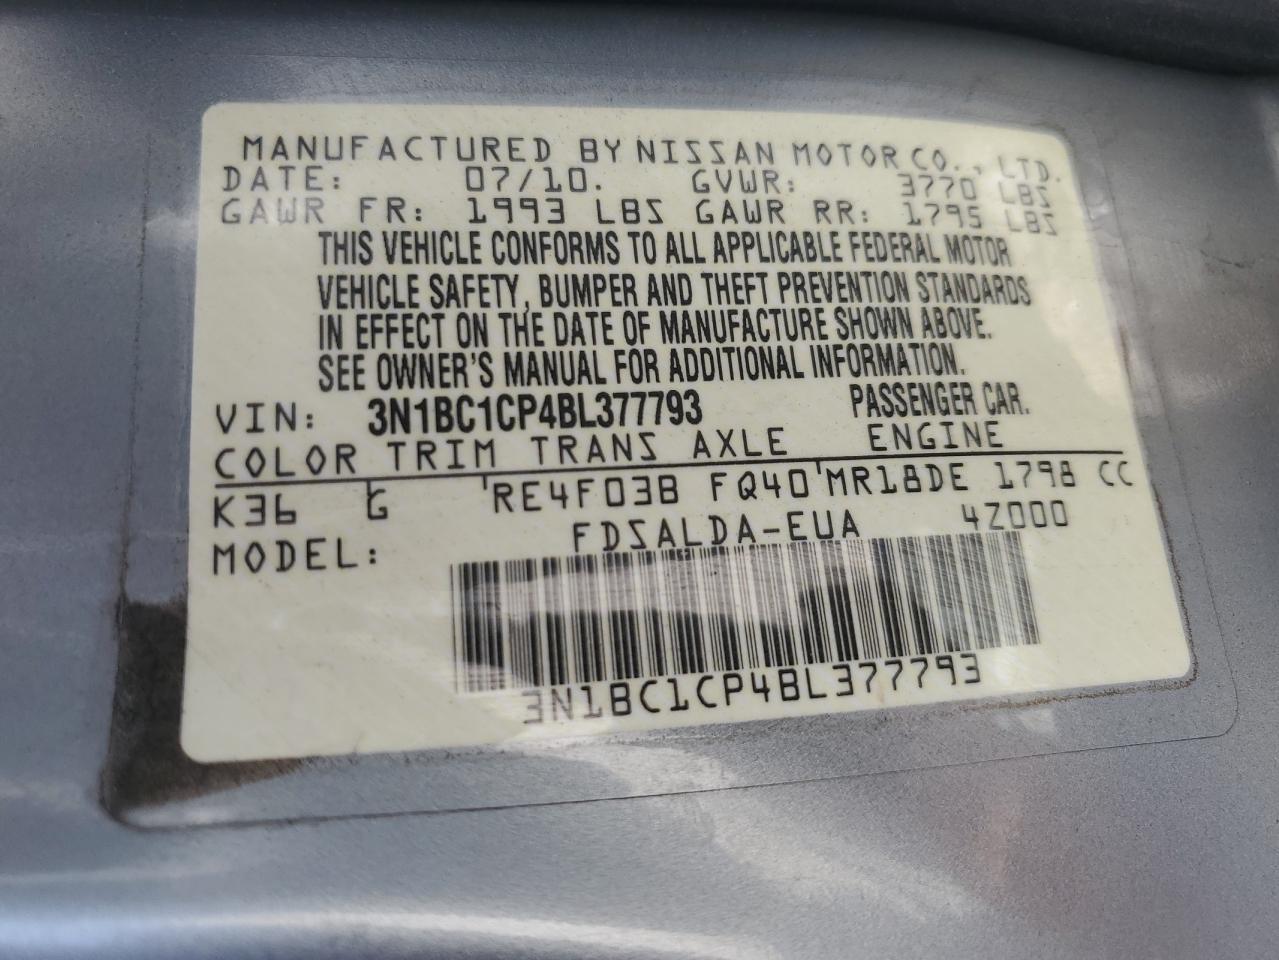 MANUFACTURED BY NISSAN MOTOR CO., LTD.
DATE: 07/10. GVWR: 3770 LBS
GAWR FR: 1993 LBS GAWR RR: 1795 LBS
THIS VEHICLE CONFORMS TO ALL APPLICABLE FEDERAL MOTOR
VEHICLE SAFETY, BUMPER AND THEFT PREVENTION STANDARDS
IN EFFECT ON THE DATE OF MANUFACTURE SHOWN ABOVE.
SEE OWNER'S MANUAL FOR ADDITIONAL INFORMATION.
VIN: 3N1BC1CP4BL377793 PASSENGER CAR.
COLOR TRIM TRANS AXLE ENGINE
K36 G RE4F03B FQ40 MR18DE 1798 CC
MODEL: FDSALDA-EUA 4Z000
3N1BC1CP4BL377793